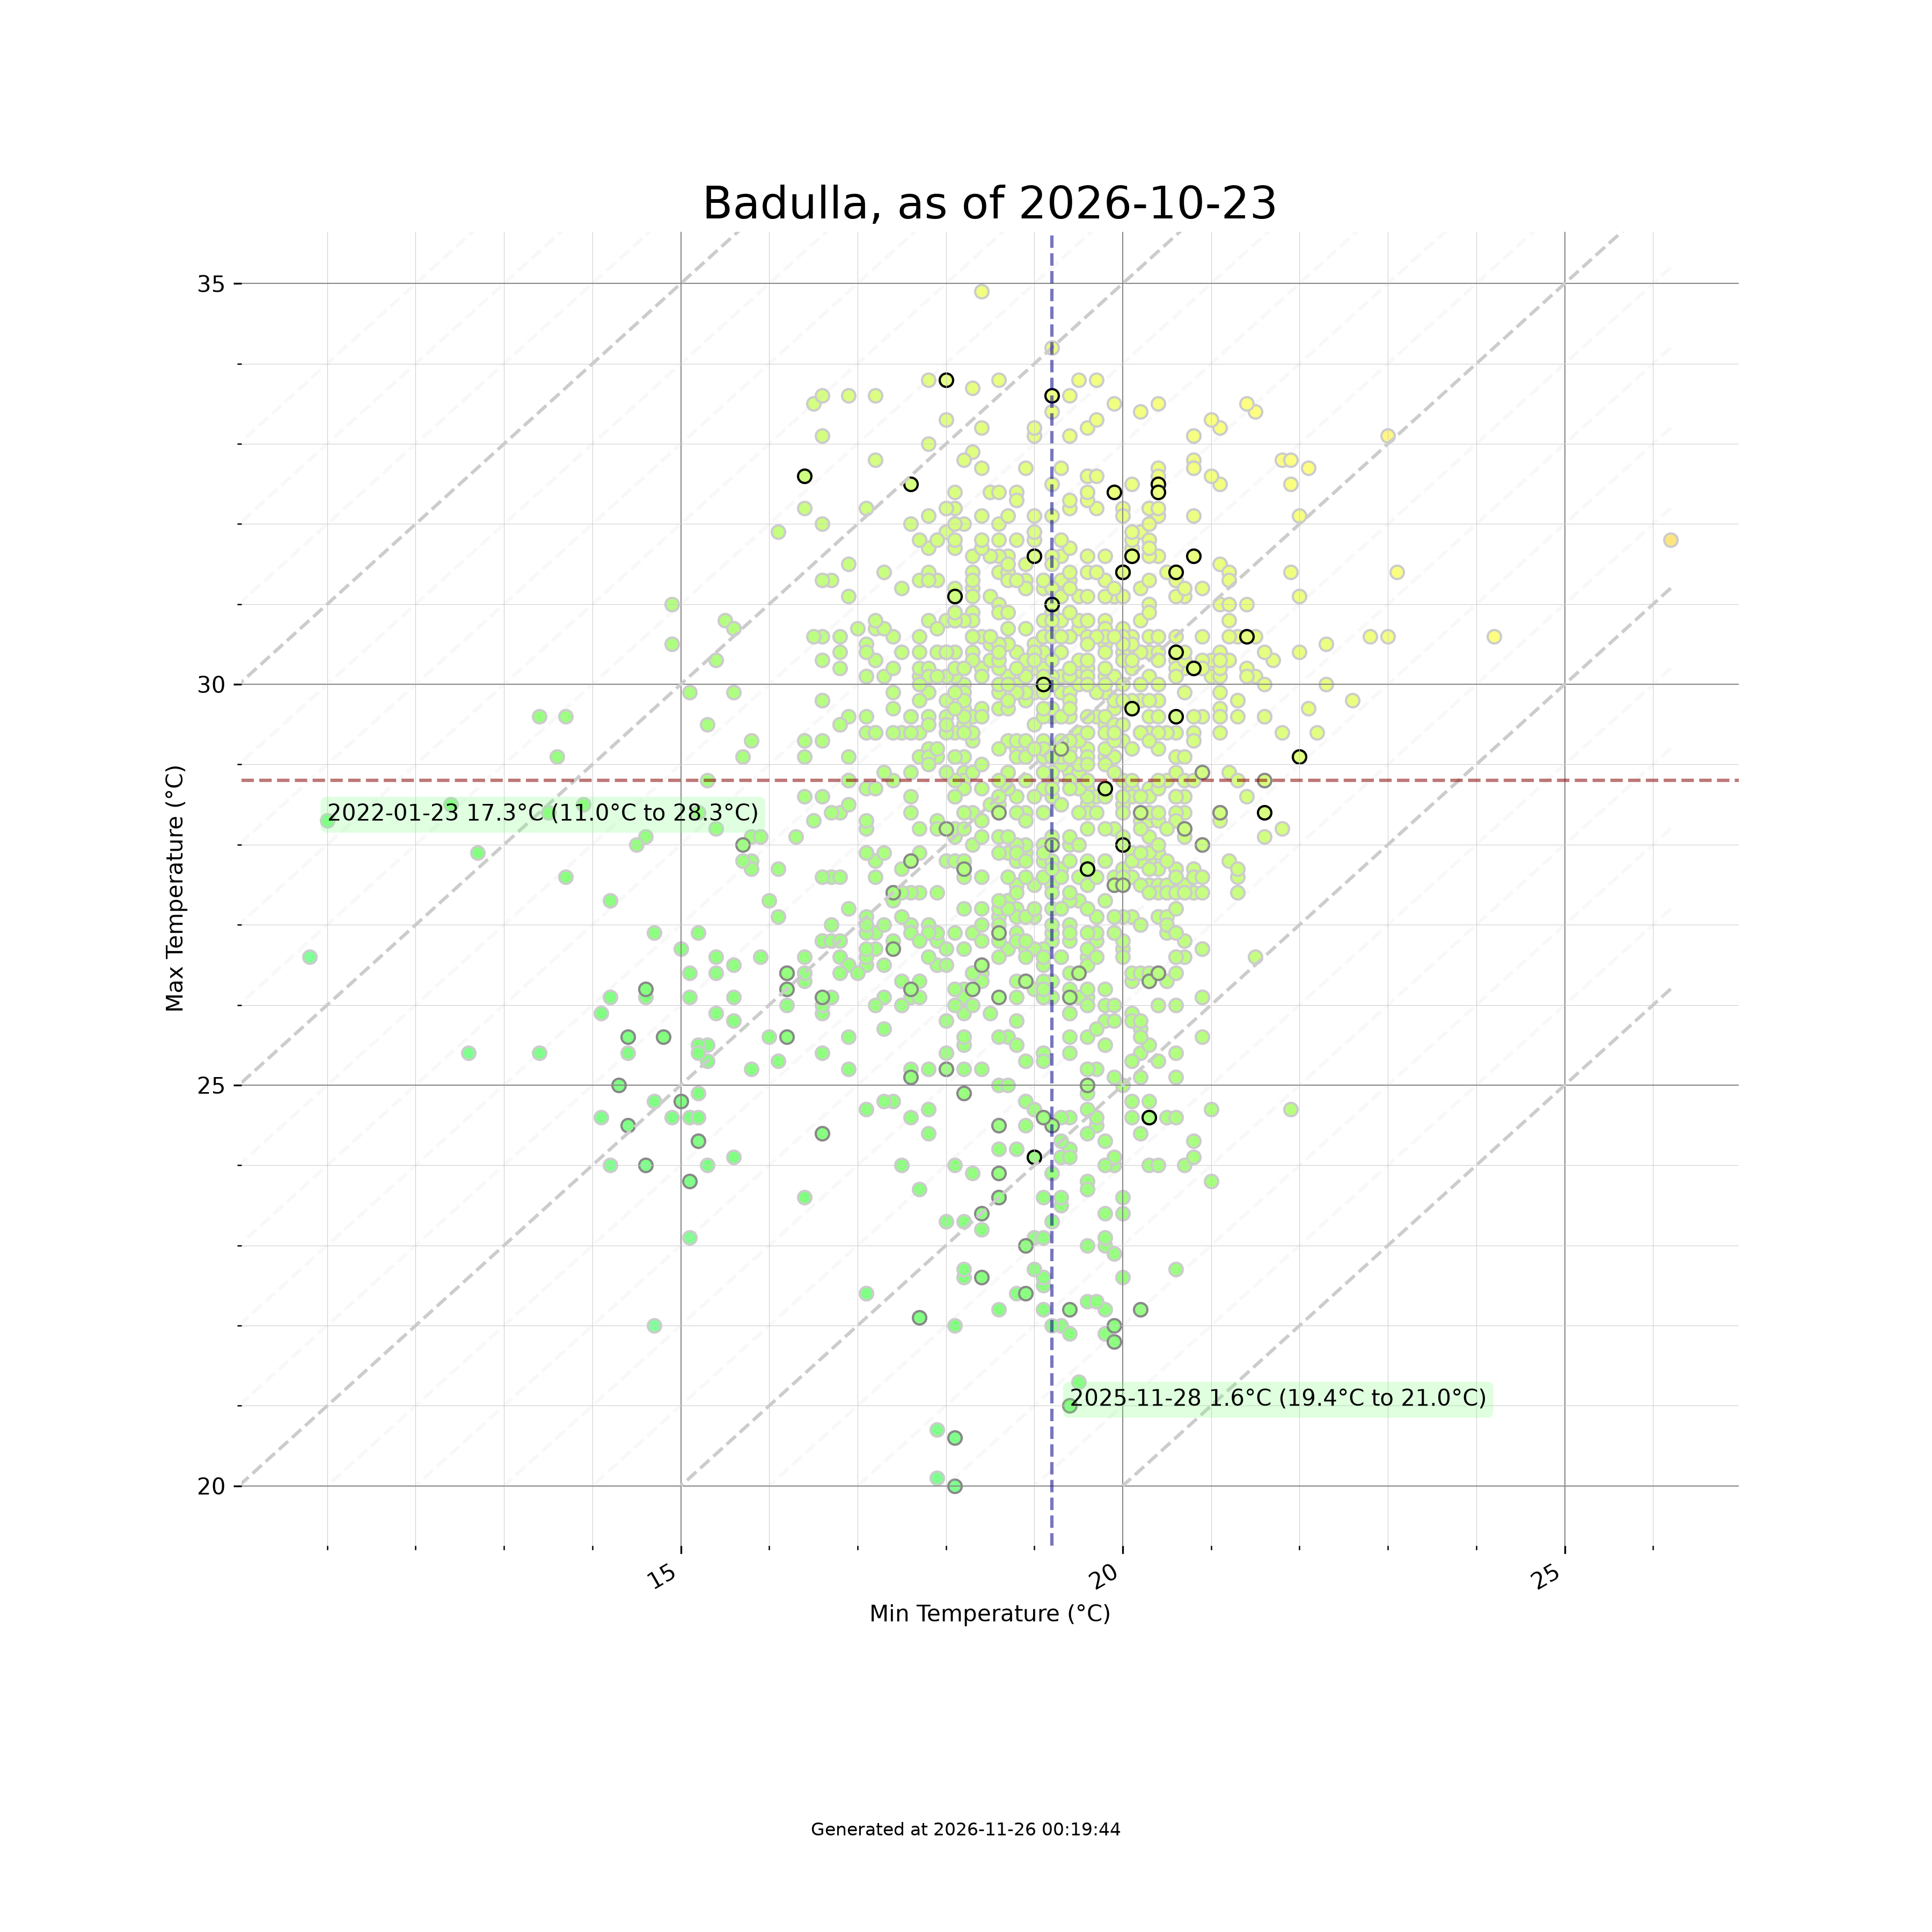 Badulla, as of 2026-10-23
35
30
25
20
Max Temperature (°C)
2022-01-23 17.3°C (11.0°C to 28.3°C)
2025-11-28 1.6°C (19.4°C to 21.0°C)
15
20
25
Min Temperature (°C)
Generated at 2026-11-26 00:19:44